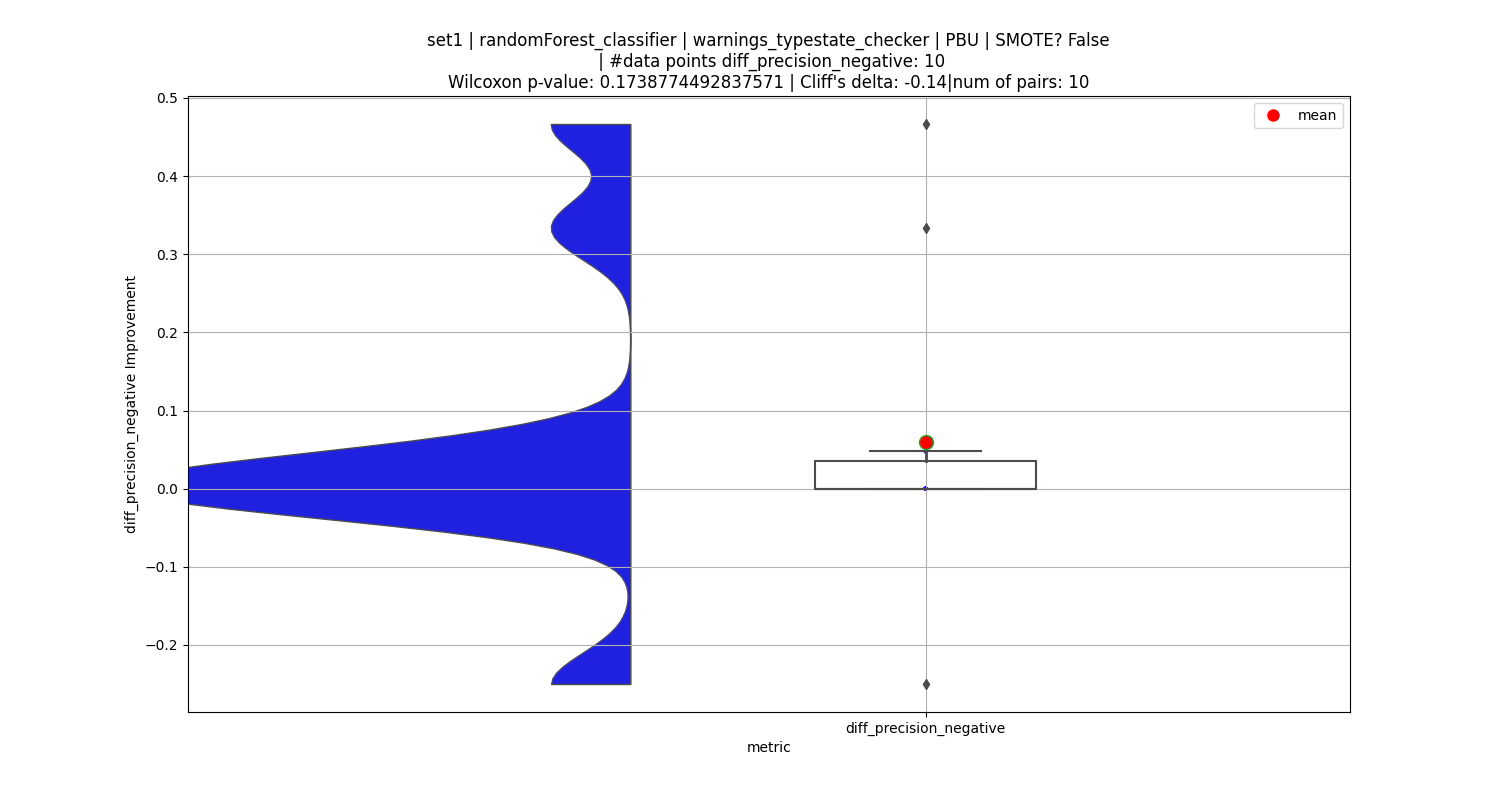 set1 | randomForest_classifier | warnings_typestate_checker | PBU | SMOTE? False
| #data points diff_precision_negative: 10
Wilcoxon p-value: 0.1738774492837571 | Cliff's delta: -0.14|num of pairs: 10
mean
0.5
0.4
0.3
0.2
0.1
0.0
−0.1
−0.2
diff_precision_negative Improvement
diff_precision_negative
metric